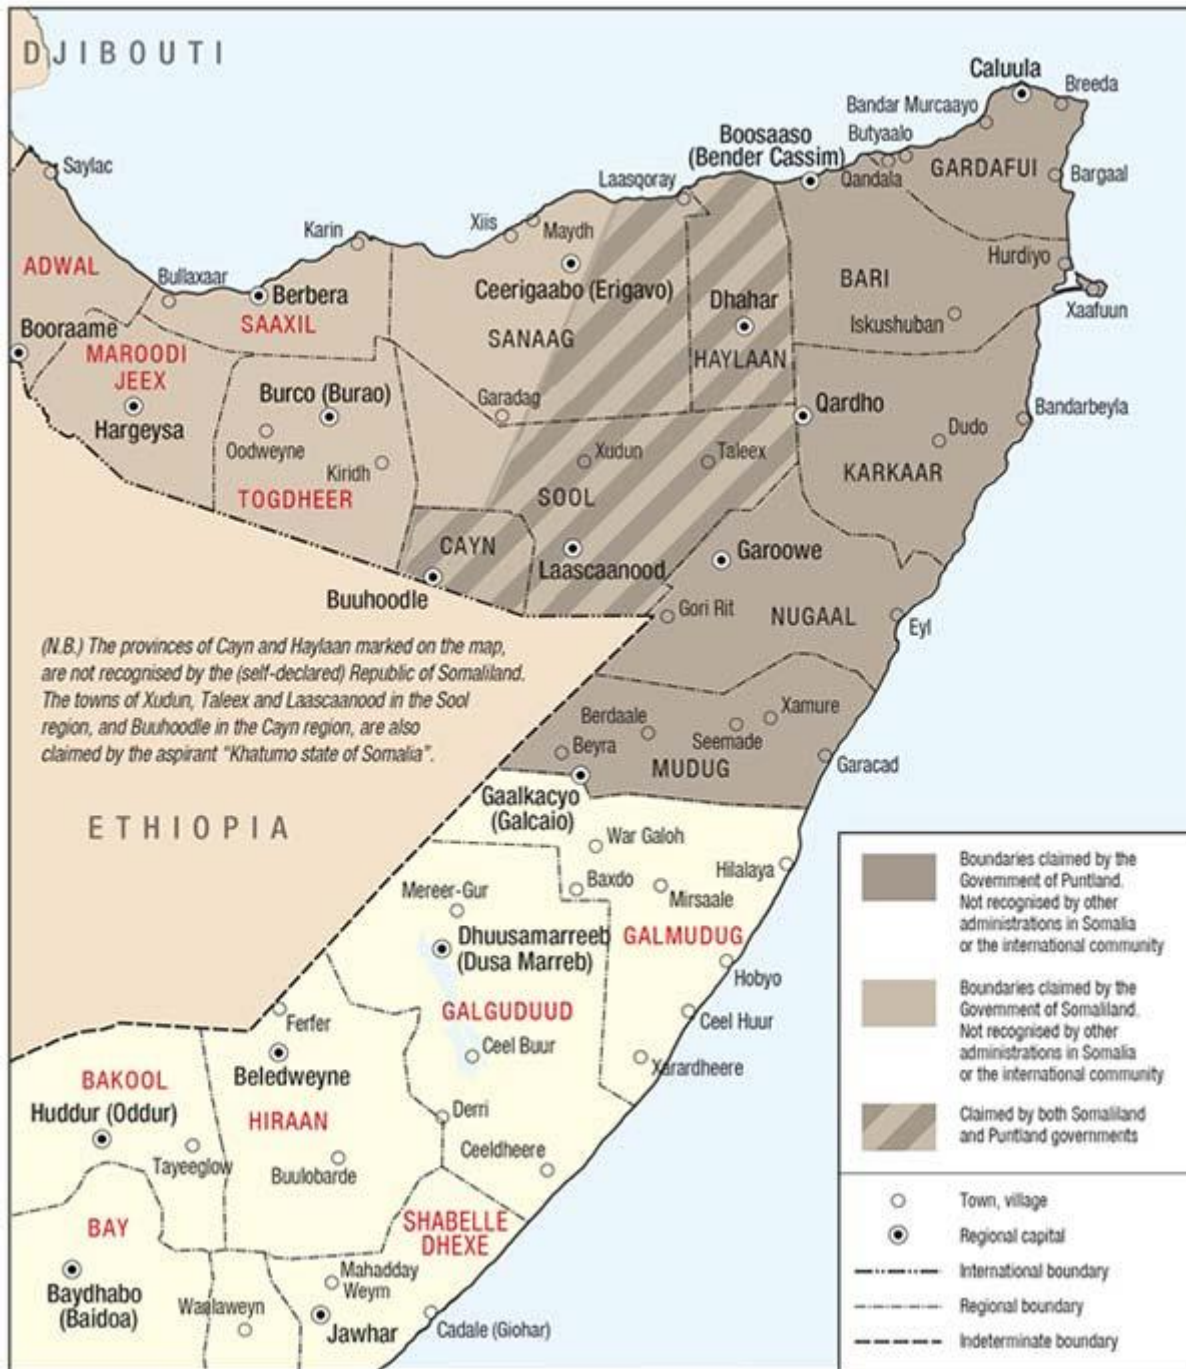 DJIBOUTI
Caluula
Breeda
Bandar Murcaayo
Boosaaso
(Bender Cassim)
Butyaalo
Saylac
Laasqoray
Qandala
GARDAFUI
Bargaal
Xiis
Maydh
Karin
ADWAL
Bullaxaar
Hurdiyo
Berbera
Ceerigaabo (Erigavo)
BARI
Xaafuun
Dhahar
SAAXIL
Iskushuban
Booraame
SANAAG
MAROODI
JEEX
HAYLAAN
Burco (Burao)
Garadag
Qardho
Bandarbeyla
Hargeysa
Dudo
Oodweyne
Xudun
Taleex
Kiridh
KARKAAR
TOGDHEER
SOOL
CAYN
Garoowe
Laascaanood
Buuhoodle
Gori Rit
NUGAAL
Eyl
(N.B.) The provinces of Cayn and Haylaan marked on the map,
are not recognised by the (self-declared) Republic of Somaliland.
The towns of Xudun, Taleex and Laascaanood in the Sool
region, and Buuhoodle in the Cayn region, are also
claimed by the aspirant “Khatumo state of Somalia”.
Xamure
Berdaale
Seemade
Beyra
MUDUG
Garacad
Gaalkacyo
(Galcaio)
ETHIOPIA
War Galoh
Hilalaya
Baxdo
Mirsaale
Mereer-Gur
Dhuusamarreeb
(Dusa Marreb)
GALMUDUG
Hobyo
GALGUDUUD
Ceel Huur
Ferfer
Ceel Buur
Xarardheere
Beledweyne
BAKOOL
Huddur (Oddur)
HIRAAN
Derri
Tayeeglow
Buulobarde
Ceeldheere
BAY
SHABELLE
DHEXE
Baydhabo
(Baidoa)
Mahadday
Weym
Waalaweyn
Jawhar
Cadale (Giohar)
Boundaries claimed by the
Government of Puntland.
Not recognised by other
administrations in Somalia
or the international community
Boundaries claimed by the
Government of Somaliland.
Not recognised by other
administrations in Somalia
or the international community
Claimed by both Somaliland
and Puntland governments
Town, village
Regional capital
International boundary
Regional boundary
Indeterminate boundary